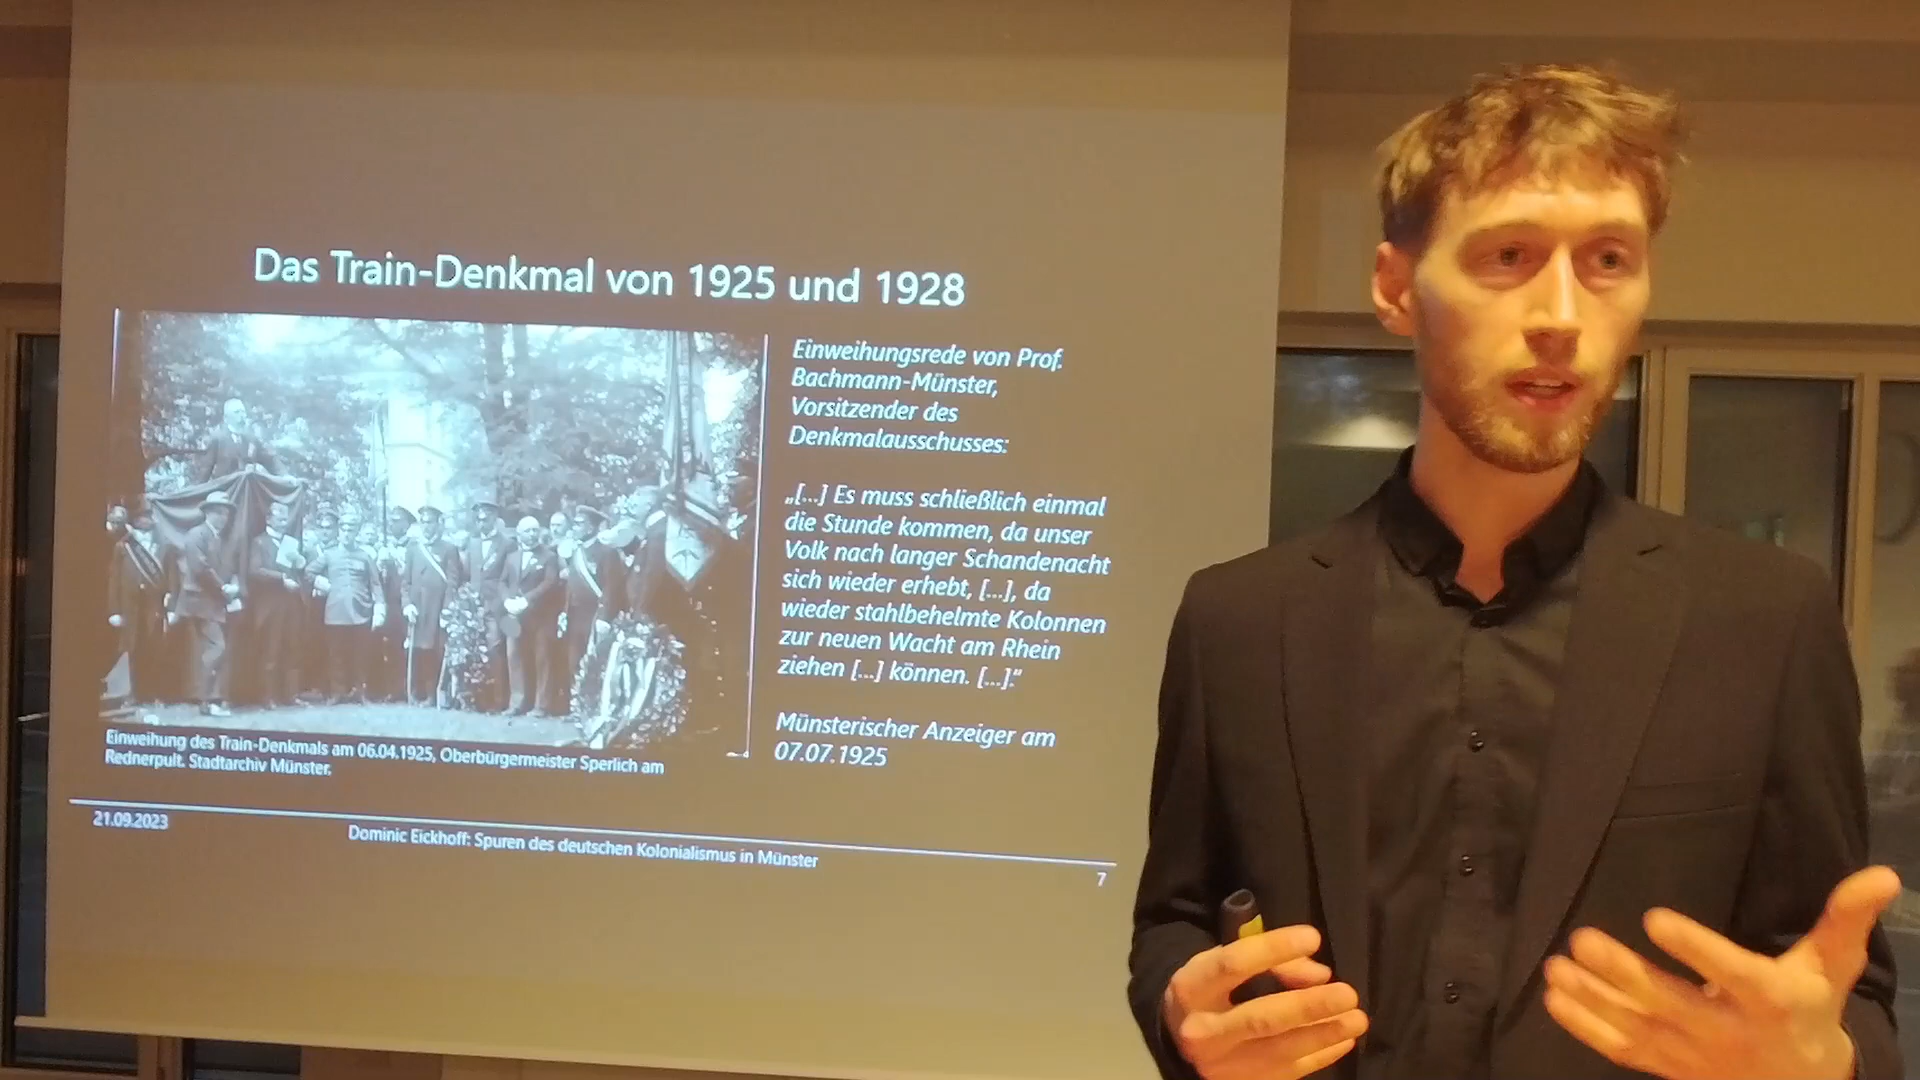 Das Train-Denkmal von 1925 und 1928
Einweihungsrede von Prof.
Bachmann-Münster,
Vorsitzender des
Denkmalausschusses:
„[...] Es muss schließlich einmal
die Stunde kommen, da unser
Volk nach langer Schandenacht
sich wieder erhebt, [...], da
wieder stahlbehelmte Kolonnen
zur neuen Wacht am Rhein
ziehen [...] können. [...].“
Münsterischer Anzeiger am
07.07.1925
Einweihung des Train-Denkmals am 06.04.1925, Oberbürgermeister Sperlich am
Rednerpult. Stadtarchiv Münster.
21.09.2023
Dominic Eickhoff: Spuren des deutschen Kolonialismus in Münster
7